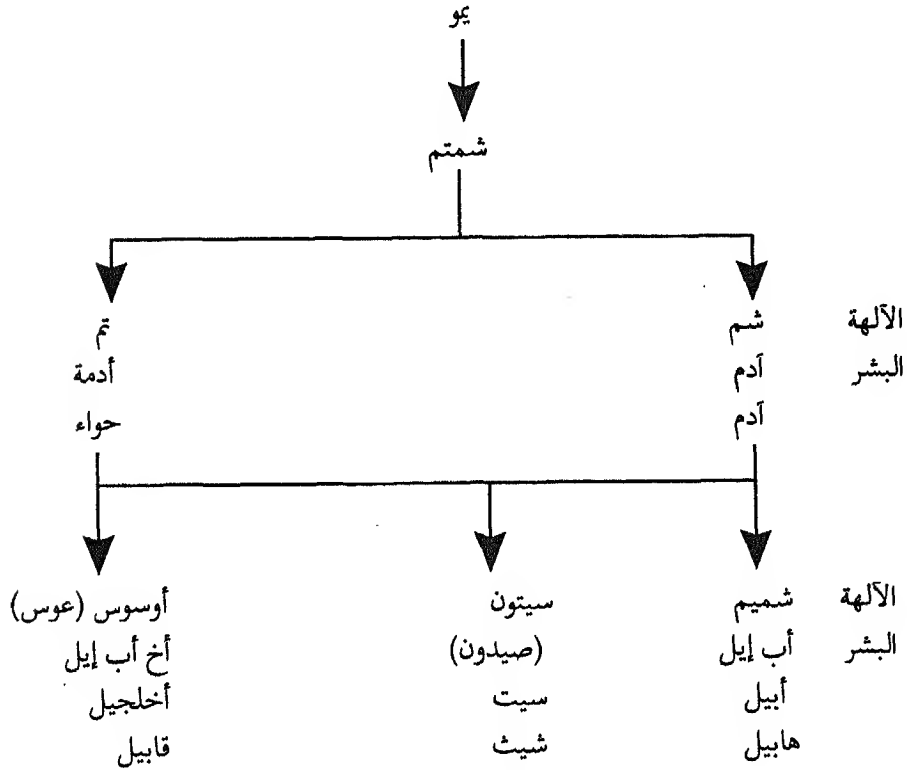 يمو
شمتم
الآلهة شم تم
البشر آدم أدمة
آدم حواء
الآلهة شميم سيتون أوسوس (عوس)
البشر أب إيل (صيدون) أخ أب إيل
أبيل سيت أخلجيل
هابيل شيث قابيل